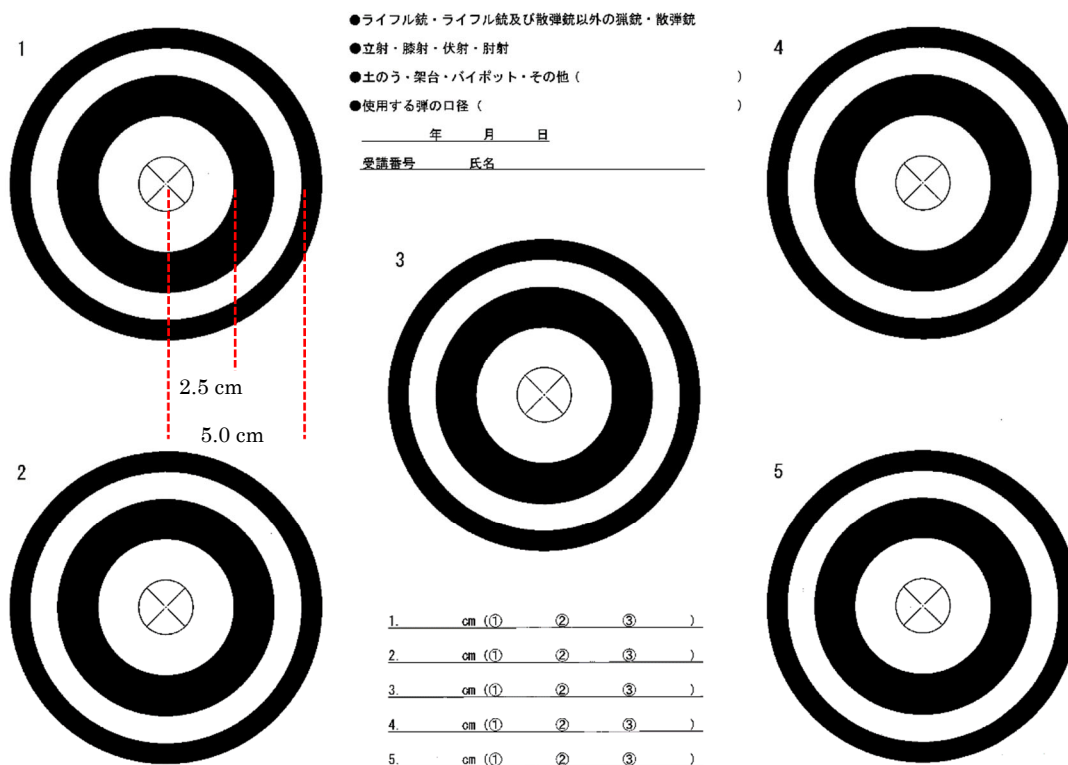 1
●ライフル銃・ライフル銃及び散弾銃以外の猟銃・散弾銃
●立射・膝射・伏射・肘射
●土のう・架台・バイポット・その他（　　　　　　　　　）
●使用する弾の口径（　　　　　　　　　）
年　月　日
受講番号　氏名
4
3
2.5 cm
5.0 cm
2
5
1.　cm（①　②　③　）
2.　cm（①　②　③　）
3.　cm（①　②　③　）
4.　cm（①　②　③　）
5.　cm（①　②　③　）